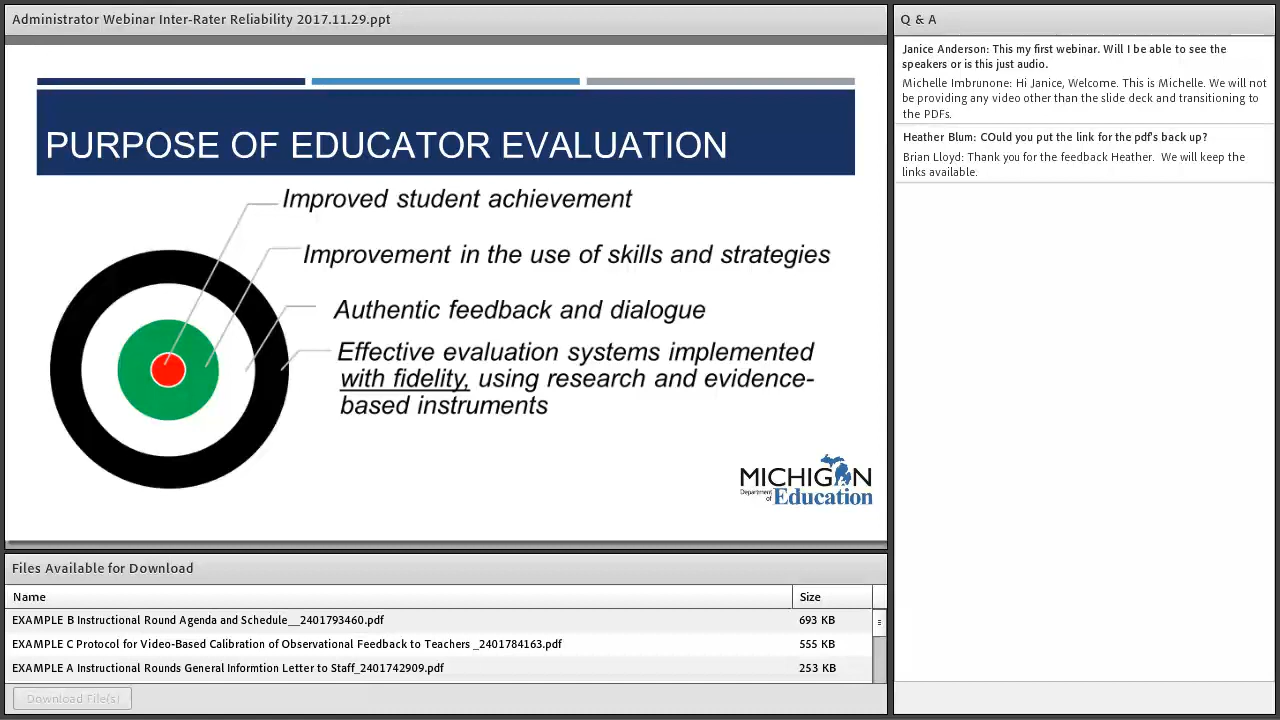 Administrator Webinar Inter-Rater Reliability 2017.11.29.ppt
PURPOSE OF EDUCATOR EVALUATION
Improved student achievement
Improvement in the use of skills and strategies
Authentic feedback and dialogue
Effective evaluation systems implemented
with fidelity, using research and evidence-
based instruments
MICHIGAN
Department of Education
Files Available for Download
Name Size
EXAMPLE B Instructional Round Agenda and Schedule__2401793460.pdf 693 KB
EXAMPLE C Protocol for Video-Based Calibration of Observational Feedback to Teachers _2401784163.pdf 555 KB
EXAMPLE A Instructional Rounds General Informtion Letter to Staff_2401742909.pdf 253 KB
Download File(s)
Q & A
Janice Anderson: This my first webinar. Will I be able to see the
speakers or is this just audio.
Michelle Imbrunone: Hi Janice, Welcome. This is Michelle. We will not
be providing any video other than the slide deck and transitioning to
the PDFs.
Heather Blum: COuld you put the link for the pdf's back up?
Brian Lloyd: Thank you for the feedback Heather.  We will keep the
links available.